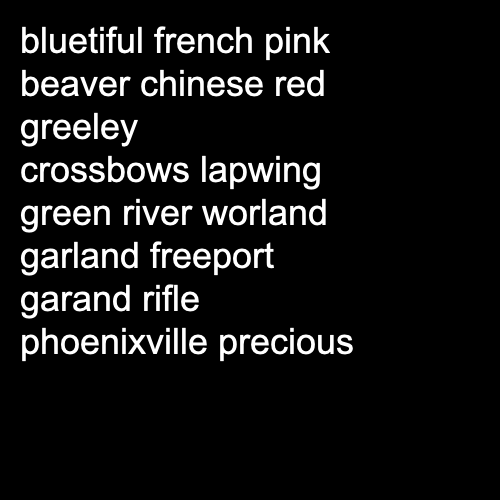 bluetiful french pink
beaver chinese red
greeley
crossbows lapwing
green river worland
garland freeport
garand rifle
phoenixville precious